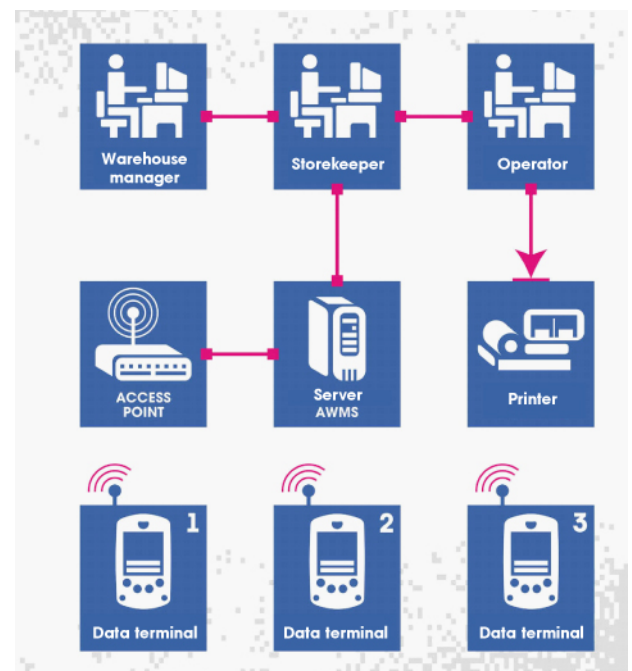 Warehouse
manager
Storekeeper
Operator
ACCESS
POINT
Server
AWMS
Printer
1
Data terminal
2
Data terminal
3
Data terminal